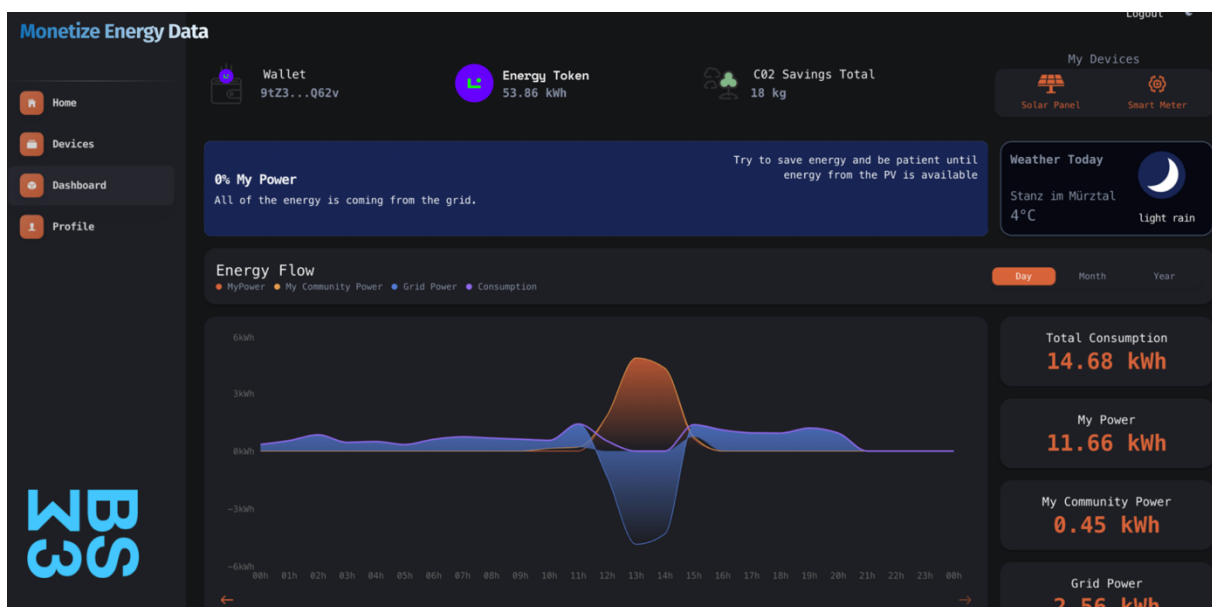 Monetize Energy Data
Logout
Home
Devices
Dashboard
Profile
BS
W3
Wallet
9tZ3...Q62v
Energy Token
53.86 kWh
C02 Savings Total
18 kg
My Devices
Solar Panel
Smart Meter
0% My Power
All of the energy is coming from the grid.
Try to save energy and be patient until
energy from the PV is available
Weather Today
Stanz im Mürztal
4°C
light rain
Energy Flow
MyPower My Community Power Grid Power Consumption
Day Month Year
6kWh
3kWh
0kWh
-3kWh
-6kWh
00h 01h 02h 03h 04h 05h 06h 07h 08h 09h 10h 11h 12h 13h 14h 15h 16h 17h 18h 19h 20h 21h 22h 23h 00h
Total Consumption
14.68 kWh
My Power
11.66 kWh
My Community Power
0.45 kWh
Grid Power
2.56 kWh